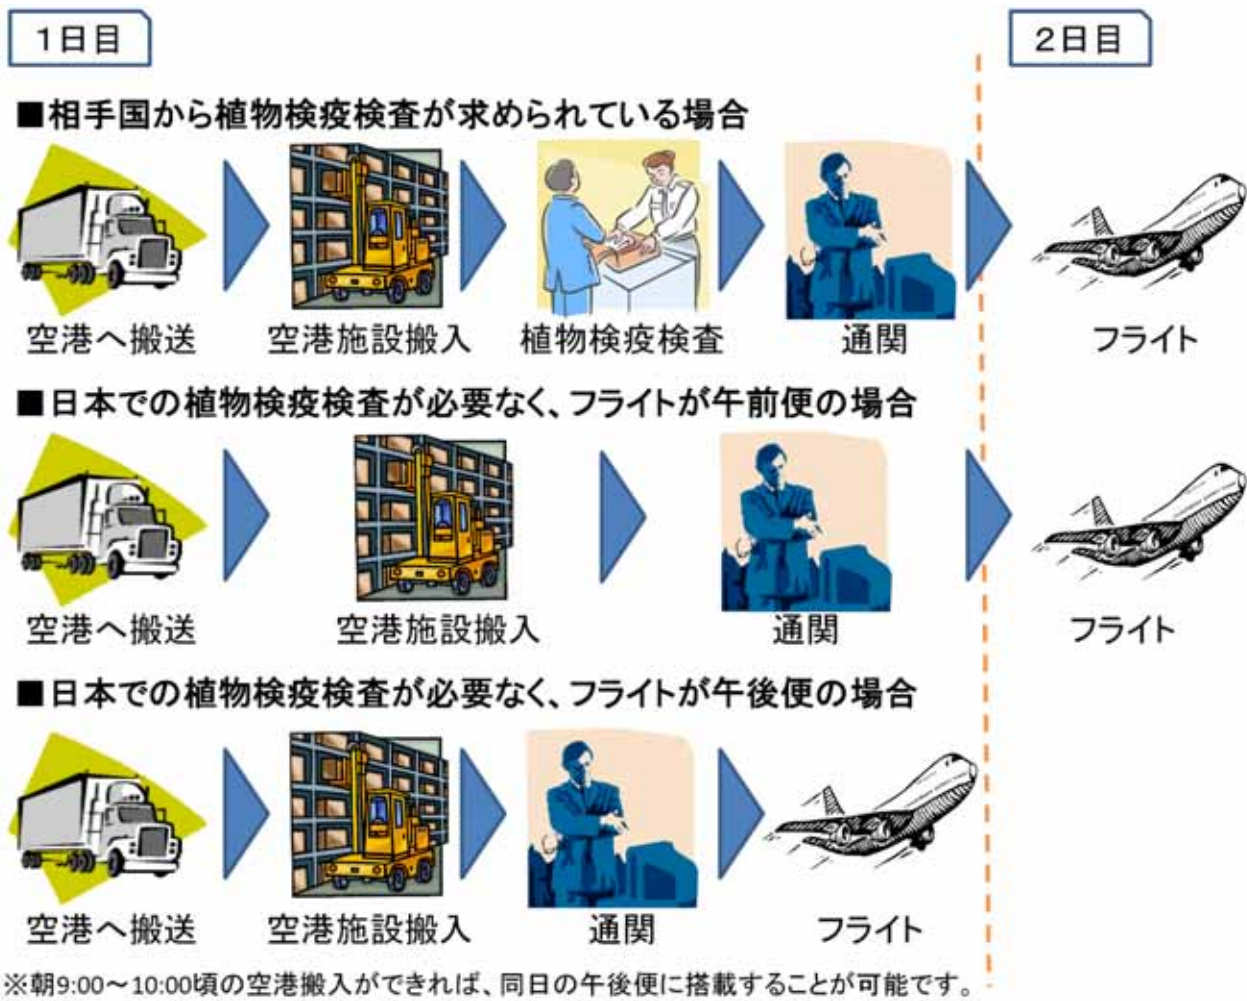 1日目
2日目
■相手国から植物検疫検査が求められている場合
空港へ搬送
空港施設搬入
植物検疫検査
通関
フライト
■日本での植物検疫検査が必要なく、フライトが午前便の場合
空港へ搬送
空港施設搬入
通関
フライト
■日本での植物検疫検査が必要なく、フライトが午後便の場合
空港へ搬送
空港施設搬入
通関
フライト
※朝9:00～10:00頃の空港搬入ができれば、同日の午後便に搭載することが可能です。